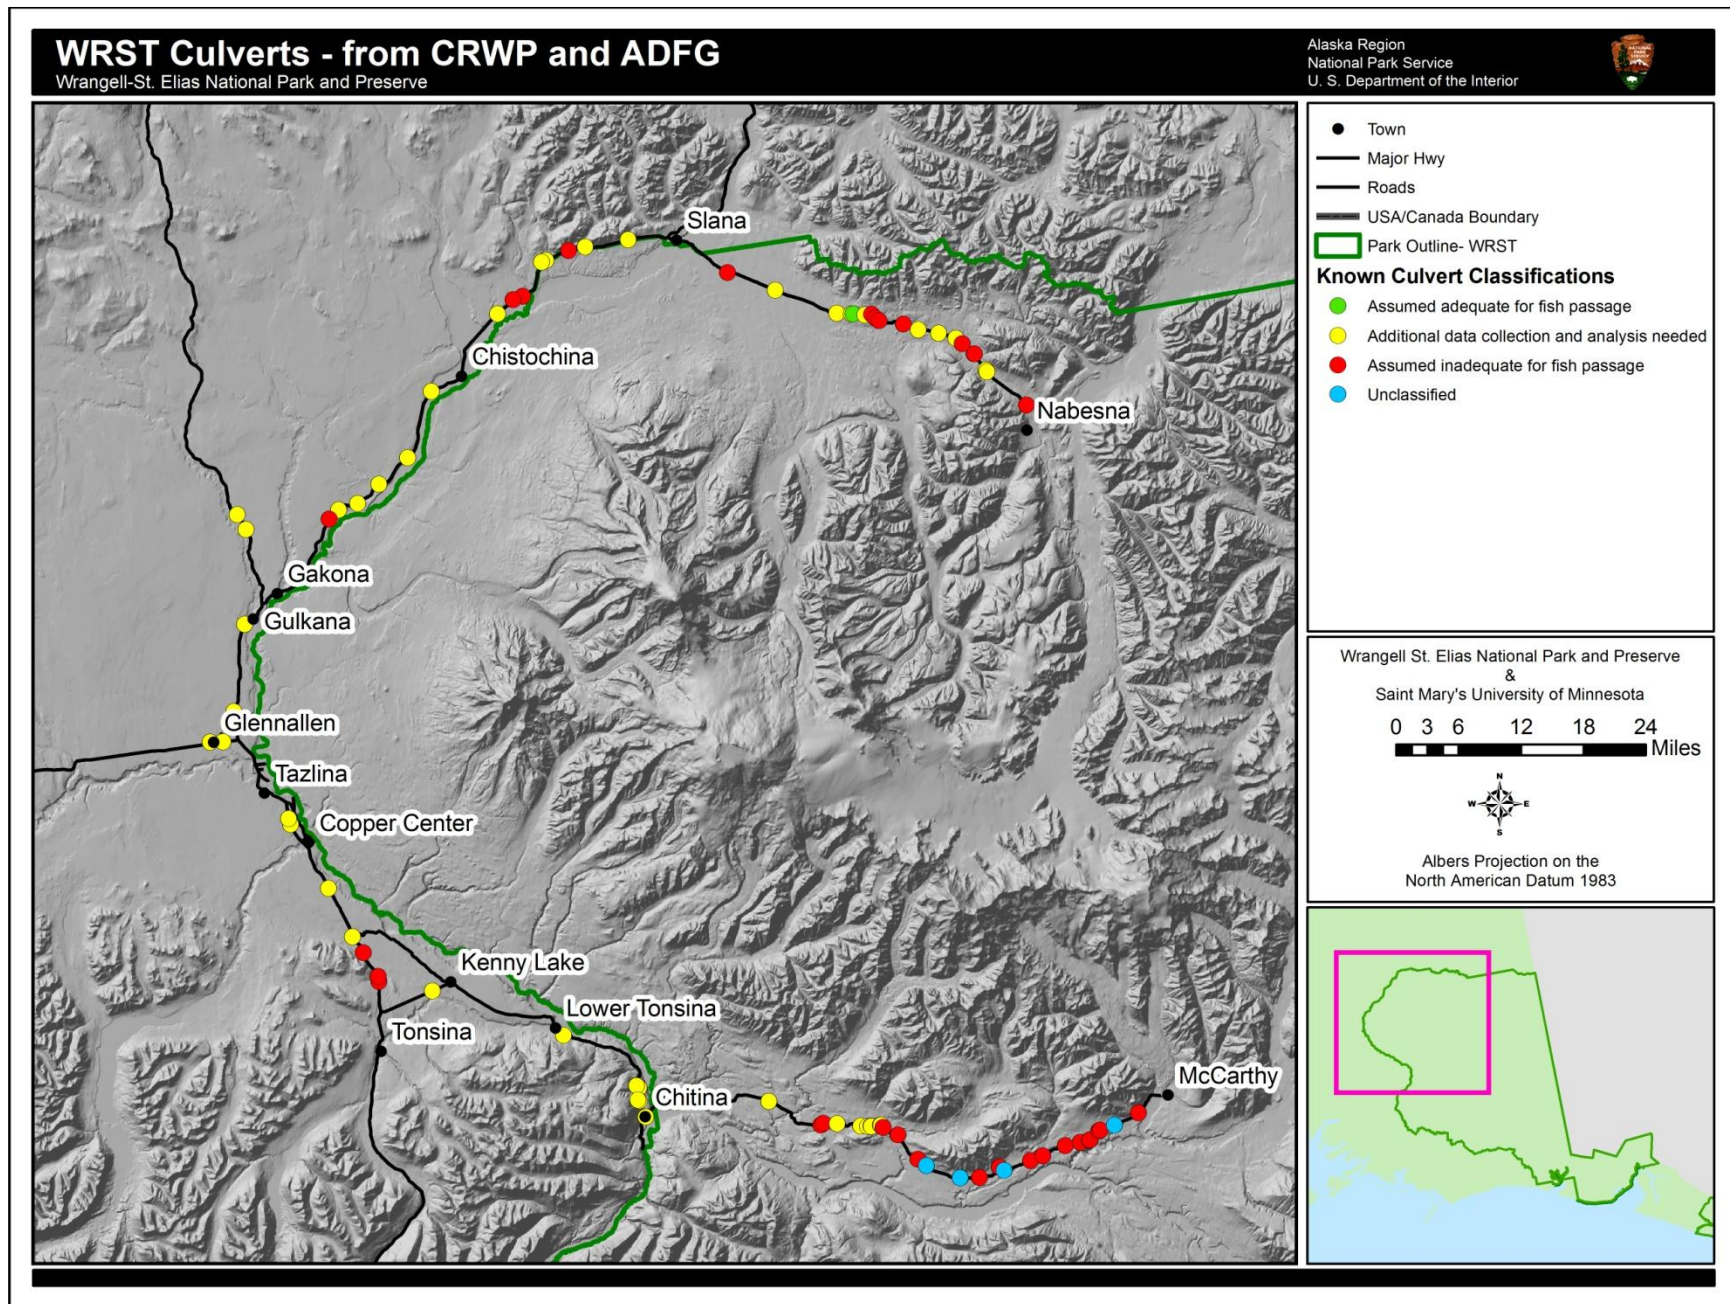 WRST Culverts - from CRWP and ADFG
Wrangell-St. Elias National Park and Preserve
Alaska Region
National Park Service
U. S. Department of the Interior
Slana
Chistochina
Nabesna
Gakona
Gulkana
Glennallen
Tazlina
Copper Center
Kenny Lake
Lower Tonsina
Tonsina
Chitina
McCarthy
Town
Major Hwy
Roads
USA/Canada Boundary
Park Outline- WRST
Known Culvert Classifications
Assumed adequate for fish passage
Additional data collection and analysis needed
Assumed inadequate for fish passage
Unclassified
Wrangell St. Elias National Park and Preserve
&
Saint Mary's University of Minnesota
0 3 6 12 18 24
Miles
N
W E
S
Albers Projection on the
North American Datum 1983